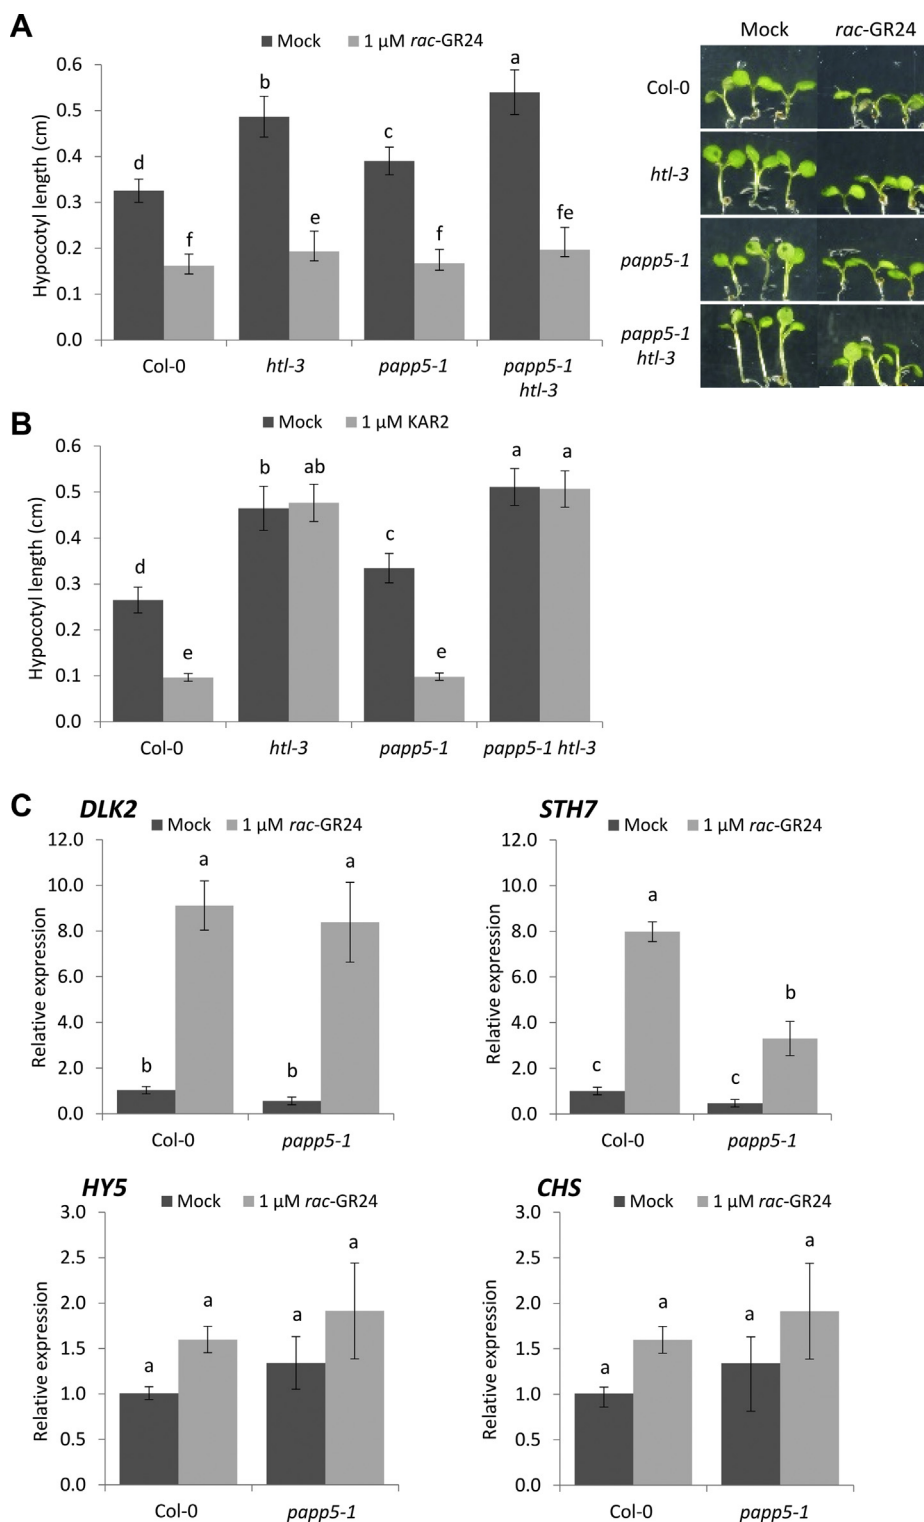 A
Mock 1 µM rac-GR24
Hypocotyl length (cm)
0.6
0.5
0.4
0.3
0.2
0.1
0.0
d
f
b
e
c
f
a
fe
Col-0
htl-3
papp5-1
papp5-1
htl-3
Mock rac-GR24
Col-0
htl-3
papp5-1
papp5-1
htl-3
B
Mock 1 µM KAR2
Hypocotyl length (cm)
0.6
0.5
0.4
0.3
0.2
0.1
0.0
d
e
b
ab
c
e
a
a
Col-0
htl-3
papp5-1
papp5-1 htl-3
C
DLK2
Mock 1 µM rac-GR24
Relative expression
12.0
10.0
8.0
6.0
4.0
2.0
0.0
b
a
b
a
Col-0
papp5-1
STH7
Mock 1 µM rac-GR24
Relative expression
12.0
10.0
8.0
6.0
4.0
2.0
0.0
c
a
c
b
Col-0
papp5-1
HY5
Mock 1 µM rac-GR24
Relative expression
3.0
2.5
2.0
1.5
1.0
0.5
0.0
a
a
a
a
Col-0
papp5-1
CHS
Mock 1 µM rac-GR24
Relative expression
3.0
2.5
2.0
1.5
1.0
0.5
0.0
a
a
a
a
Col-0
papp5-1